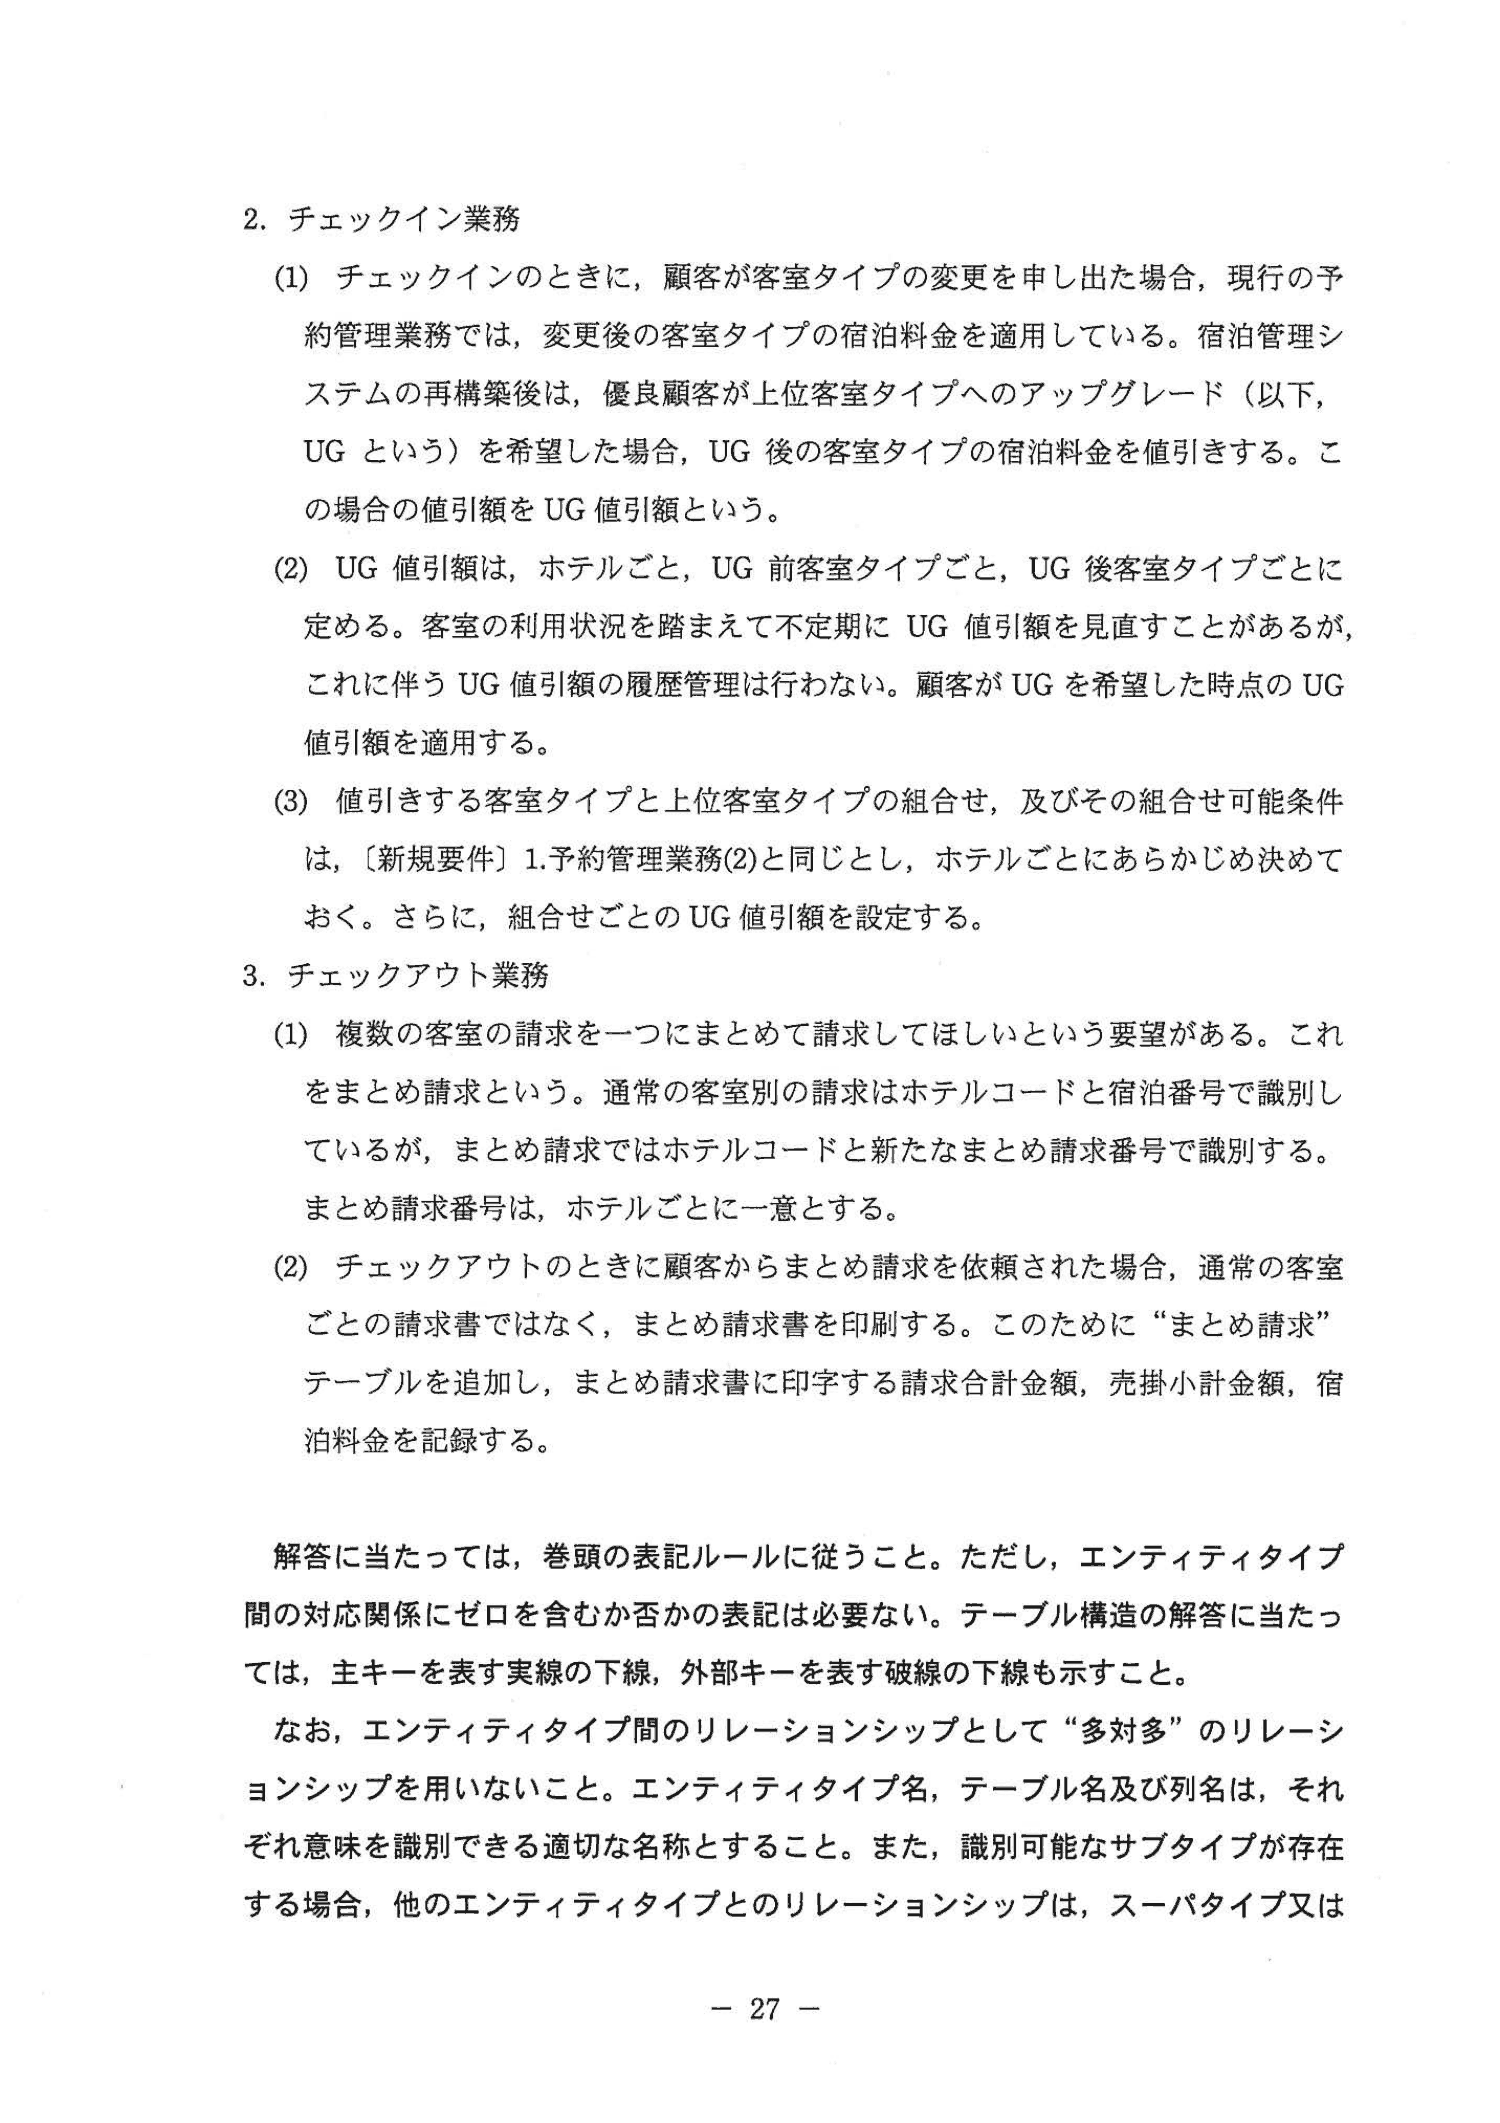 2. チェックイン業務
(1) チェックインのときに，顧客が客室タイプの変更を申し出た場合，現行の予
約管理業務では，変更後の客室タイプの宿泊料金を適用している。宿泊管理シ
ステムの再構築後は，優良顧客が上位客室タイプへのアップグレード（以下，
UG という）を希望した場合，UG 後の客室タイプの宿泊料金を値引きする。こ
の場合の値引額を UG 値引額という。
(2) UG 値引額は，ホテルごと，UG 前客室タイプごと，UG 後客室タイプごとに
定める。客室の利用状況を踏まえて不定期に UG 値引額を見直すことがあるが，
これに伴う UG 値引額の履歴管理は行わない。顧客が UG を希望した時点の UG
値引額を適用する。
(3) 値引きする客室タイプと上位客室タイプの組合せ，及びその組合せ可能条件
は，〔新規要件〕1.予約管理業務(2)と同じとし，ホテルごとにあらかじめ決めて
おく。さらに，組合せごとの UG 値引額を設定する。
3. チェックアウト業務
(1) 複数の客室の請求を一つにまとめて請求してほしいという要望がある。これ
をまとめ請求という。通常の客室別の請求はホテルコードと宿泊番号で識別し
ているが，まとめ請求ではホテルコードと新たなまとめ請求番号で識別する。
まとめ請求番号は，ホテルごとに一意とする。
(2) チェックアウトのときに顧客からまとめ請求を依頼された場合，通常の客室
ごとの請求書ではなく，まとめ請求書を印刷する。このために“まとめ請求”
テーブルを追加し，まとめ請求書に印字する請求合計金額，売掛小計金額，宿
泊料金を記録する。
解答に当たっては，巻頭の表記ルールに従うこと。ただし，エンティティタイプ
間の対応関係にゼロを含むか否かの表記は必要ない。テーブル構造の解答に当たっ
ては，主キーを表す実線の下線，外部キーを表す破線の下線も示すこと。
なお，エンティティタイプ間のリレーションシップとして“多対多”のリレーシ
ョンシップを用いないこと。エンティティタイプ名，テーブル名及び列名は，それ
ぞれ意味を識別できる適切な名称とすること。また，識別可能なサブタイプが存在
する場合，他のエンティティタイプとのリレーションシップは，スーパタイプ又は
－ 27 －